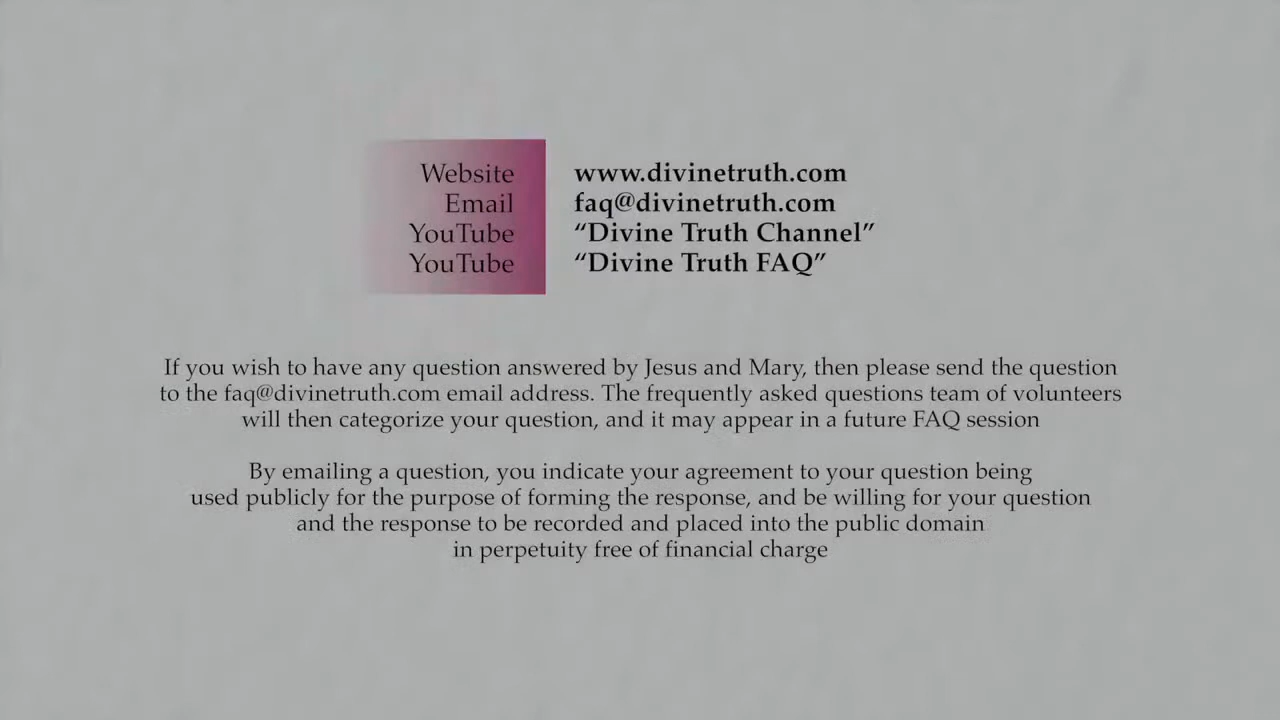 Website www.divinetruth.com
Email faq@divinetruth.com
YouTube “Divine Truth Channel”
YouTube “Divine Truth FAQ”
If you wish to have any question answered by Jesus and Mary, then please send the question
to the faq@divinetruth.com email address. The frequently asked questions team of volunteers
will then categorize your question, and it may appear in a future FAQ session
By emailing a question, you indicate your agreement to your question being
used publicly for the purpose of forming the response, and be willing for your question
and the response to be recorded and placed into the public domain
in perpetuity free of financial charge